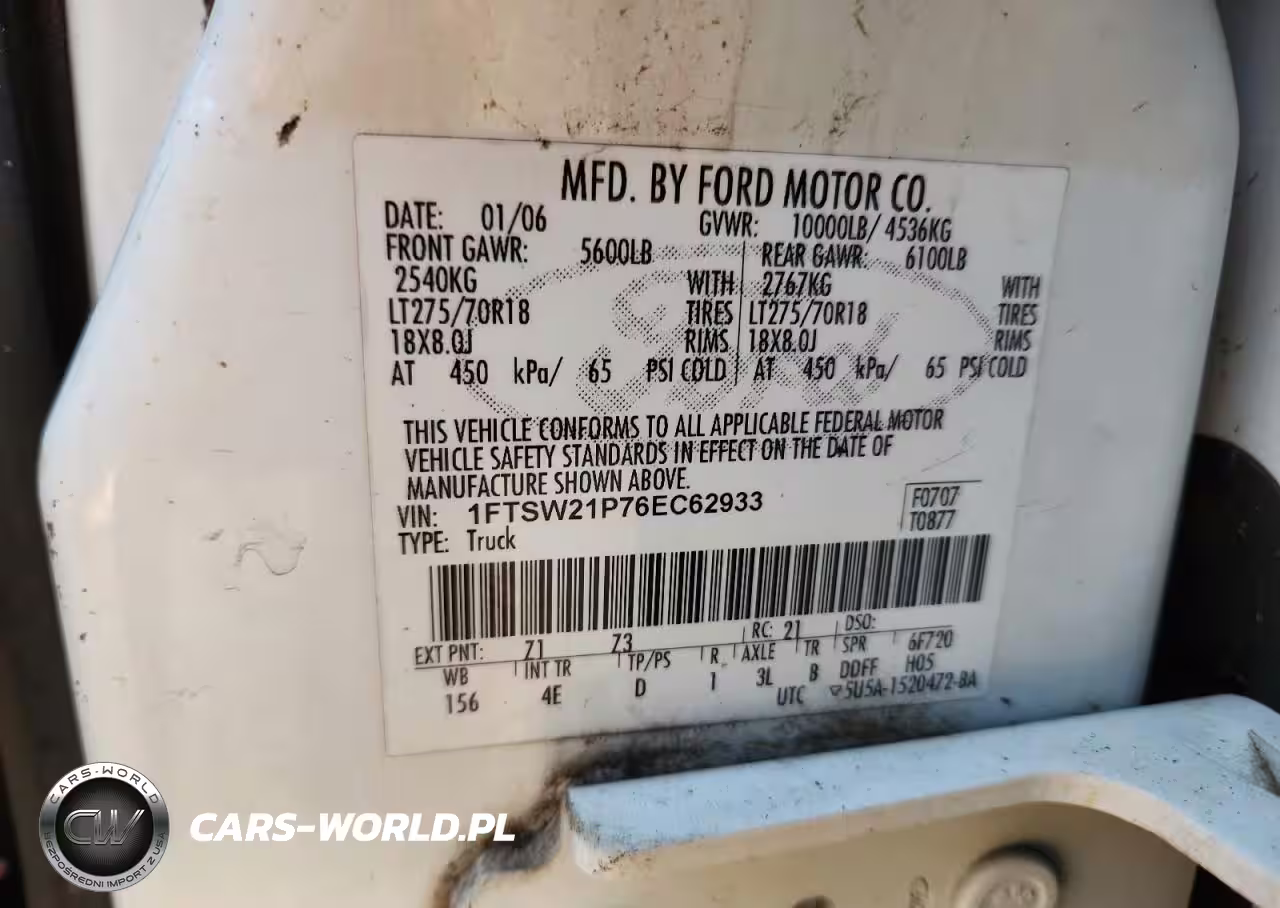 MFD. BY FORD MOTOR CO.
DATE: 01/06 GVWR: 10000LB/ 4536KG
FRONT GAWR: 5600LB REAR GAWR: 6100LB
2540KG WITH 2767KG WITH
LT275/70R18 TIRES LT275/70R18 TIRES
18X8.0J RIMS 18X8.0J RIMS
AT 450 kPa/ 65 PSI COLD AT 450 kPa/ 65 PSI COLD
THIS VEHICLE CONFORMS TO ALL APPLICABLE FEDERAL MOTOR
VEHICLE SAFETY STANDARDS IN EFFECT ON THE DATE OF
MANUFACTURE SHOWN ABOVE.
VIN: 1FTSW21P76EC62933 F0707
TYPE: Truck T0877
EXT PNT: Z1 Z3 RC: 21 DSO:
WB INT TR TP/PS R AXLE TR SPR 6F720
156 4E D 1 3L B DDFF H05
UTC 5U5A-1520472-BA
CARS-WORLD
CW
BEZPOŚREDNI IMPORT Z USA
CARS-WORLD.PL